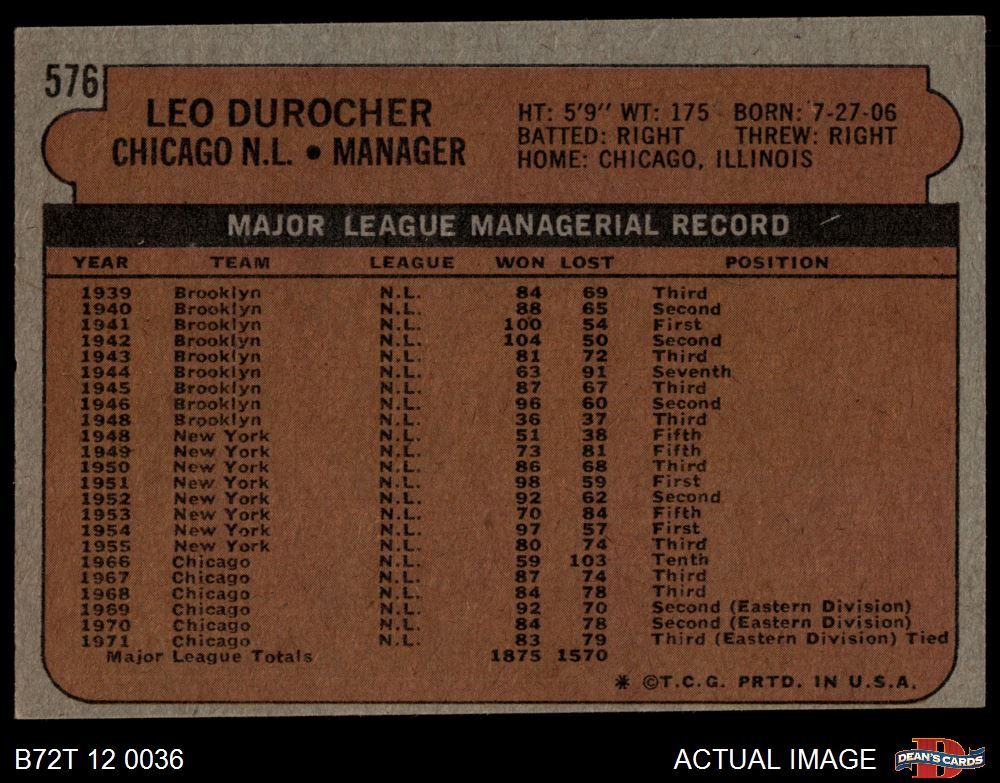 576
LEO DUROCHER
CHICAGO N.L. • MANAGER
HT: 5'9" WT: 175 BORN: 7-27-06
BATTED: RIGHT THREW: RIGHT
HOME: CHICAGO, ILLINOIS
MAJOR LEAGUE MANAGERIAL RECORD
YEAR TEAM LEAGUE WON LOST POSITION
1939 Brooklyn N.L. 84 69 Third
1940 Brooklyn N.L. 88 65 Second
1941 Brooklyn N.L. 100 54 First
1942 Brooklyn N.L. 104 50 Second
1943 Brooklyn N.L. 81 72 Third
1944 Brooklyn N.L. 63 91 Seventh
1945 Brooklyn N.L. 87 67 Third
1946 Brooklyn N.L. 96 60 Second
1948 Brooklyn N.L. 36 37 Third
1948 New York N.L. 51 38 Fifth
1949 New York N.L. 73 81 Fifth
1950 New York N.L. 86 68 Third
1951 New York N.L. 98 59 First
1952 New York N.L. 92 62 Second
1953 New York N.L. 70 84 Fifth
1954 New York N.L. 97 57 First
1955 New York N.L. 80 74 Third
1966 Chicago N.L. 59 103 Tenth
1967 Chicago N.L. 87 74 Third
1968 Chicago N.L. 84 78 Third
1969 Chicago N.L. 92 70 Second (Eastern Division)
1970 Chicago N.L. 84 78 Second (Eastern Division)
1971 Chicago N.L. 83 79 Third (Eastern Division) Tied
Major League Totals 1875 1570
* ©T.C.G. PRTD. IN U.S.A.
B72T 12 0036
ACTUAL IMAGE
D
DEAN'S CARDS